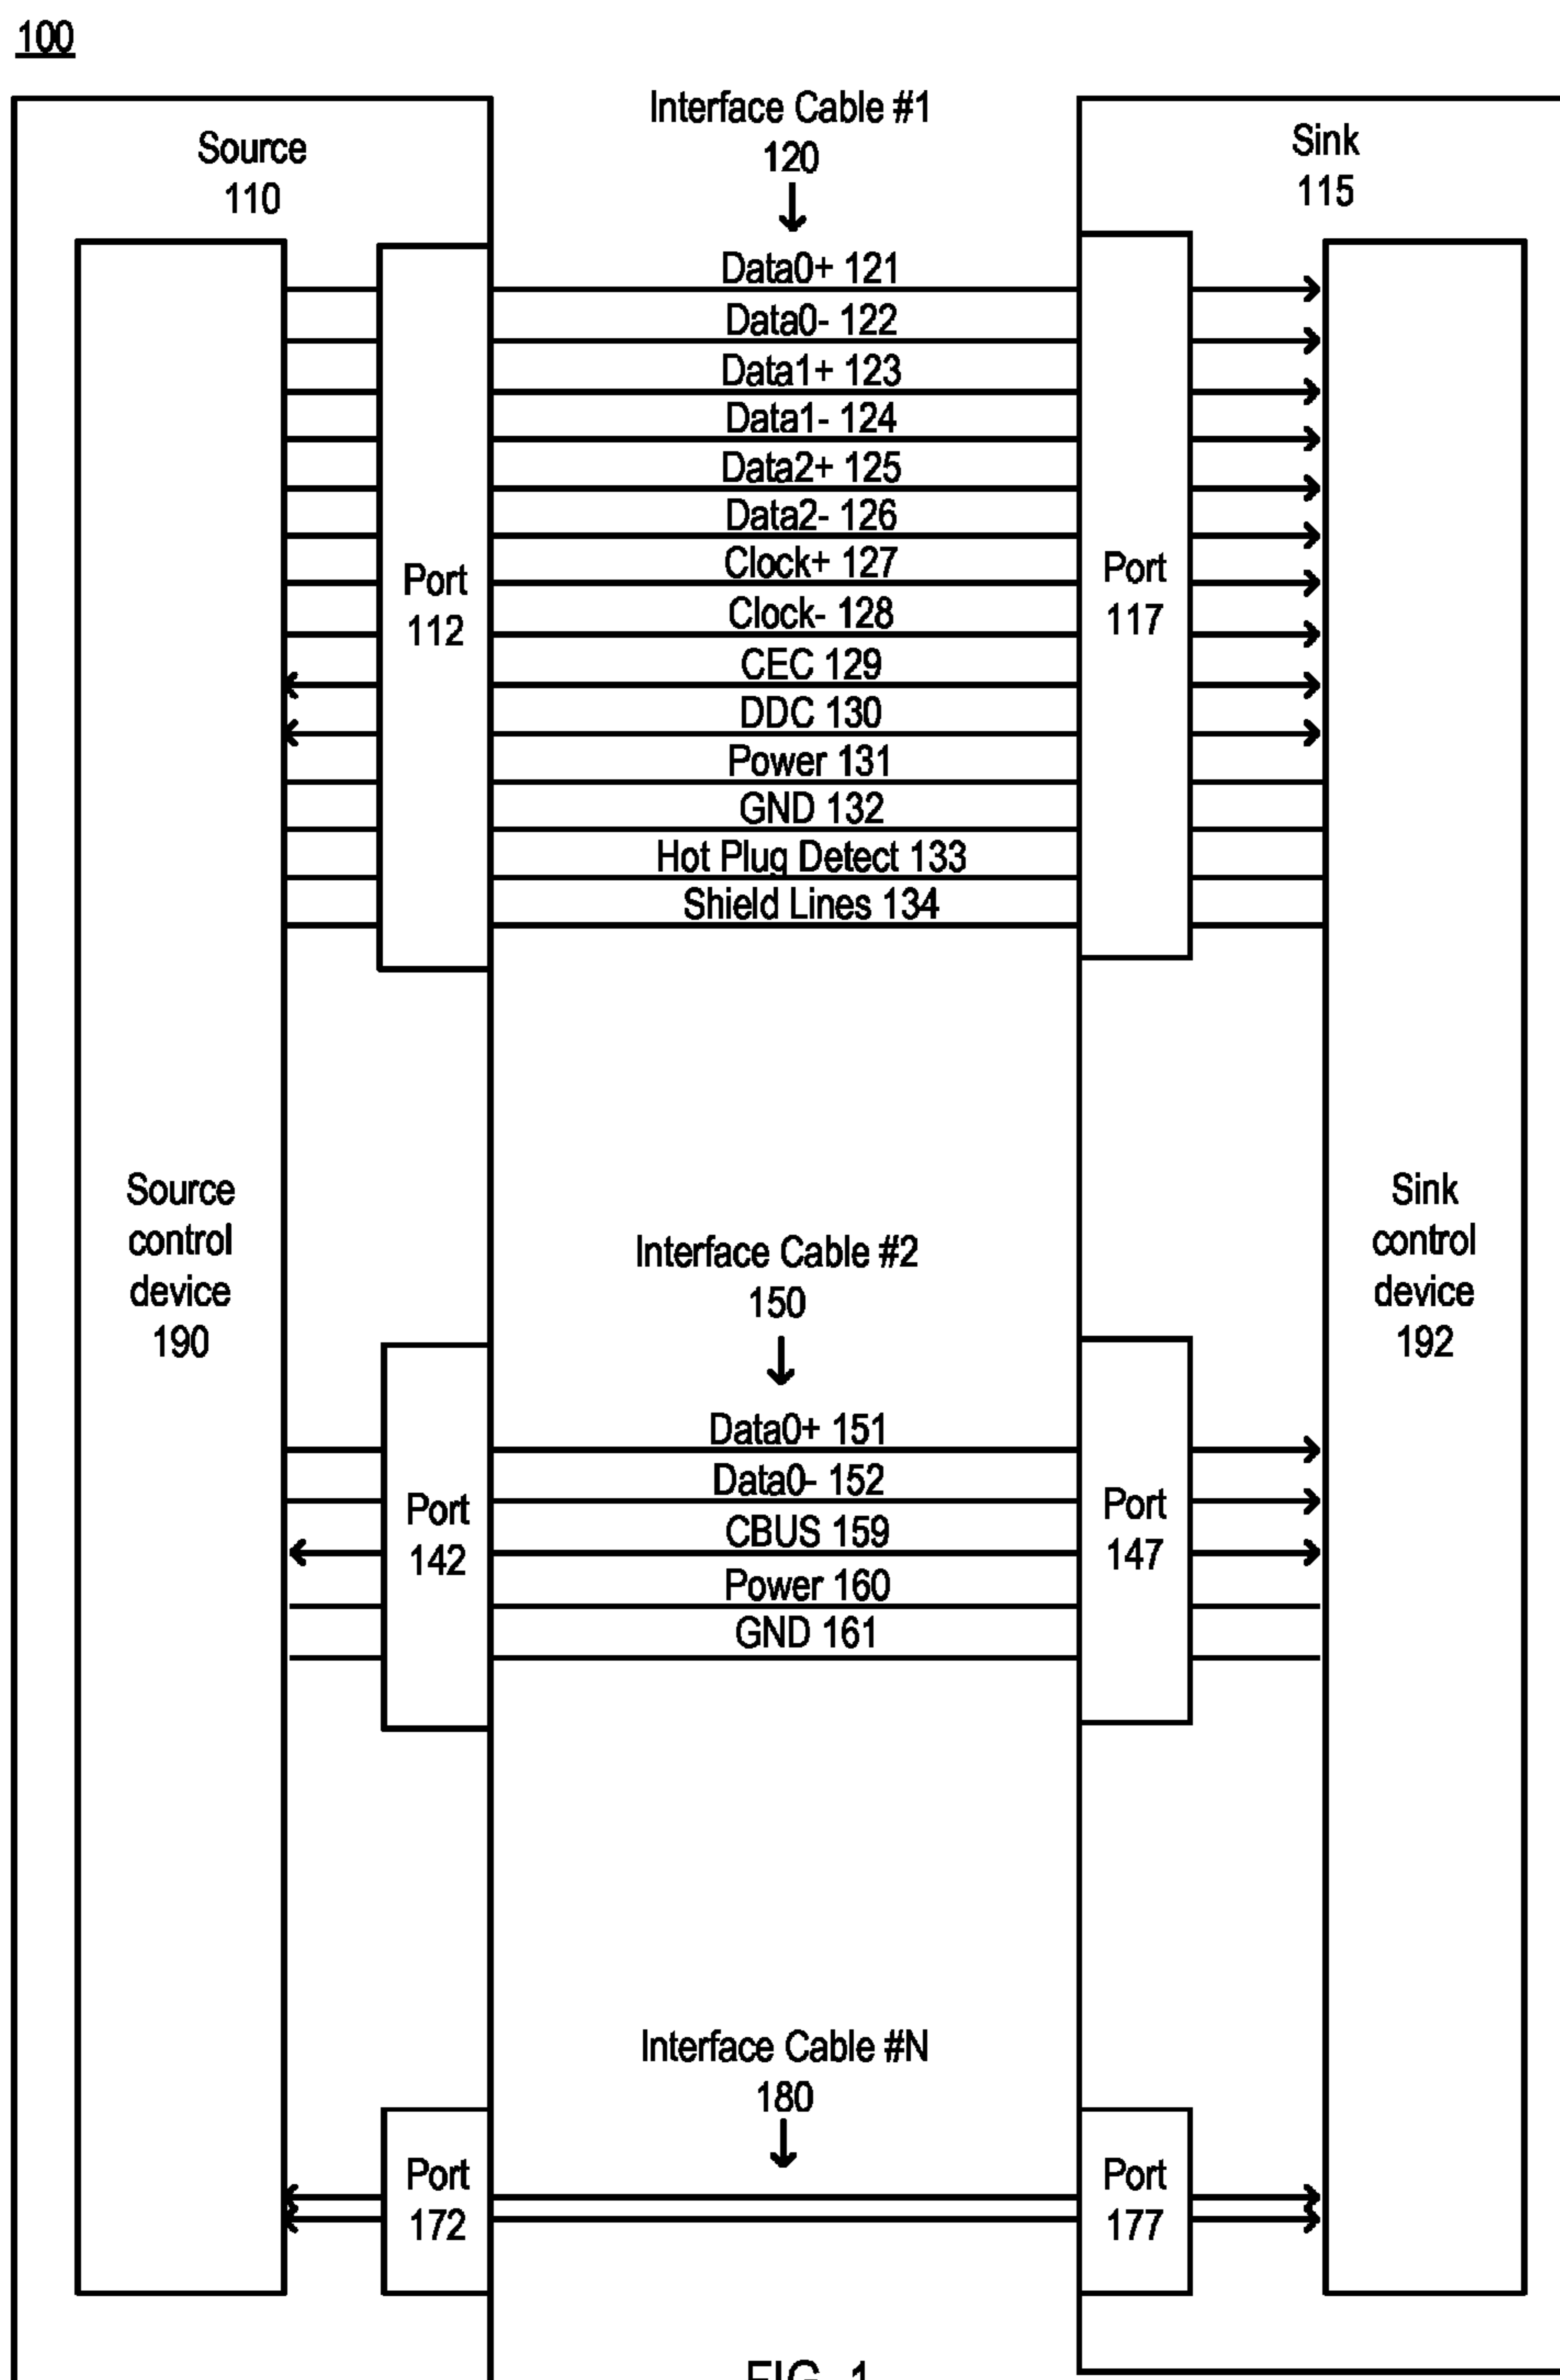 100
Source
110
Interface Cable #1
120
Sink
115
Data0+ 121
Data0- 122
Data1+ 123
Data1- 124
Data2+ 125
Data2- 126
Clock+ 127
Clock- 128
CEC 129
DDC 130
Power 131
GND 132
Hot Plug Detect 133
Shield Lines 134
Port
112
Port
117
Source
control
device
190
Sink
control
device
192
Interface Cable #2
150
Data0+ 151
Data0- 152
CBUS 159
Power 160
GND 161
Port
142
Port
147
Interface Cable #N
180
Port
172
Port
177
FIG. 1